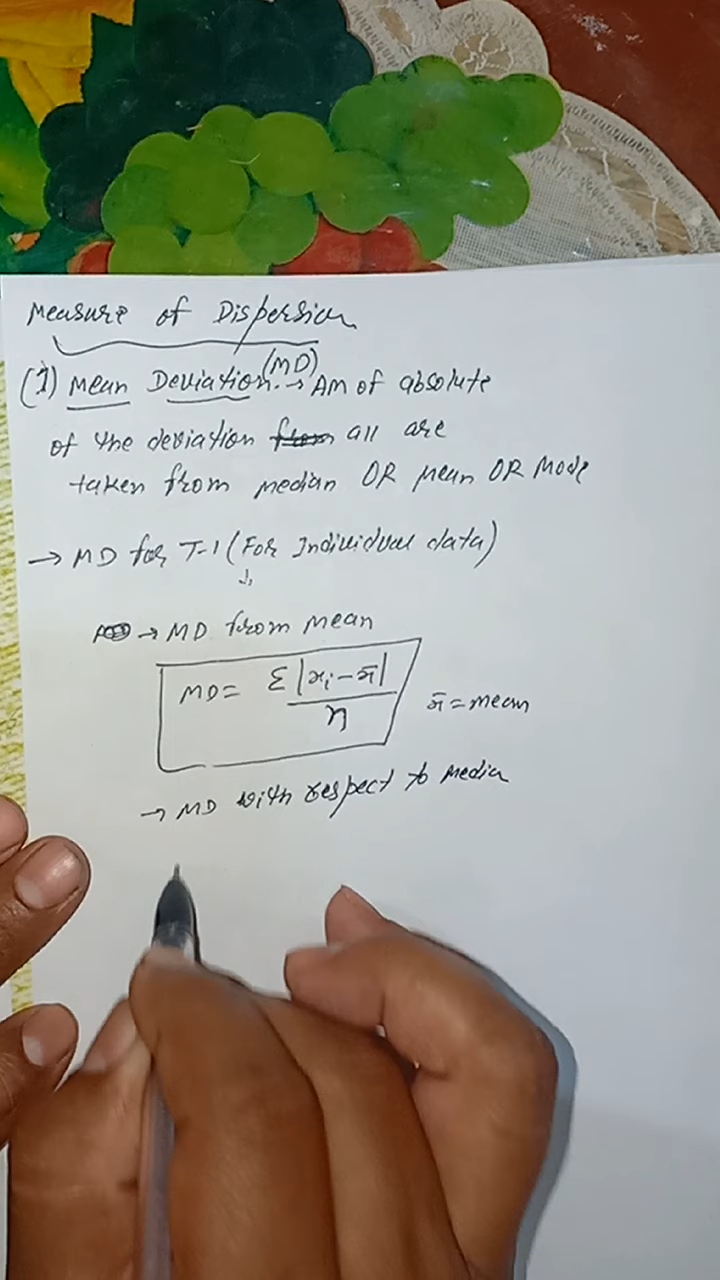 Measure of Dispersion
(1) Mean Deviation. (MD) → AM of absolute
of the deviation all are
taken from median OR mean OR Mode
→ MD for T-1 (For Individual data)
→ MD from mean
MD = Σ|xi - x̄| / n
x̄ = mean
→ MD with respect to media